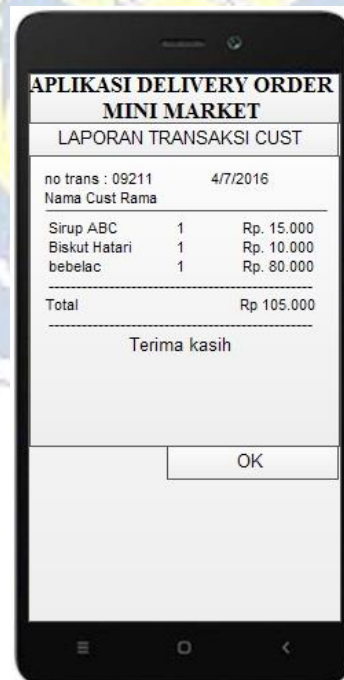 APLIKASI DELIVERY ORDER
MINI MARKET
LAPORAN TRANSAKSI CUST
no trans : 09211 4/7/2016
Nama Cust Rama
Sirup ABC 1 Rp. 15.000
Biskut Hatari 1 Rp. 10.000
bebelac 1 Rp. 80.000
Total Rp 105.000
Terima kasih
OK